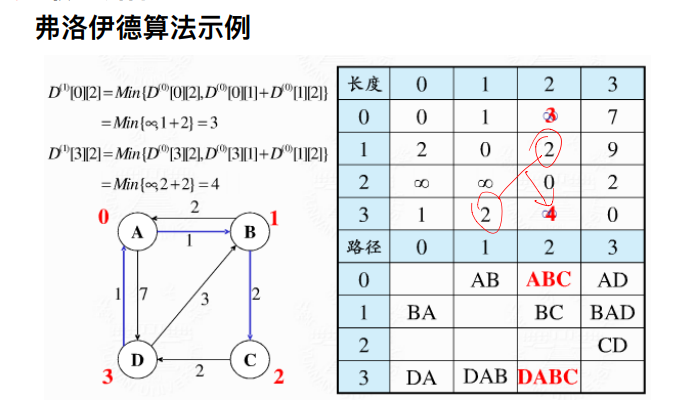 弗洛伊德算法示例
D⁽¹⁾[0][2]=Min{D⁽⁰⁾[0][2],D⁽⁰⁾[0][1]+D⁽⁰⁾[1][2]}
=Min{∞,1+2}=3
D⁽¹⁾[3][2]=Min{D⁽⁰⁾[3][2],D⁽⁰⁾[3][1]+D⁽⁰⁾[1][2]}
=Min{∞,2+2}=4
0 A 2 B 1
1
1 7 3 2
D 2 C
3 2
长度 0 1 2 3
0 0 1 3 7
1 2 0 2 9
2 ∞ ∞ 0 2
3 1 2 4 0
路径 0 1 2 3
0 AB ABC AD
1 BA BC BAD
2 CD
3 DA DAB DABC